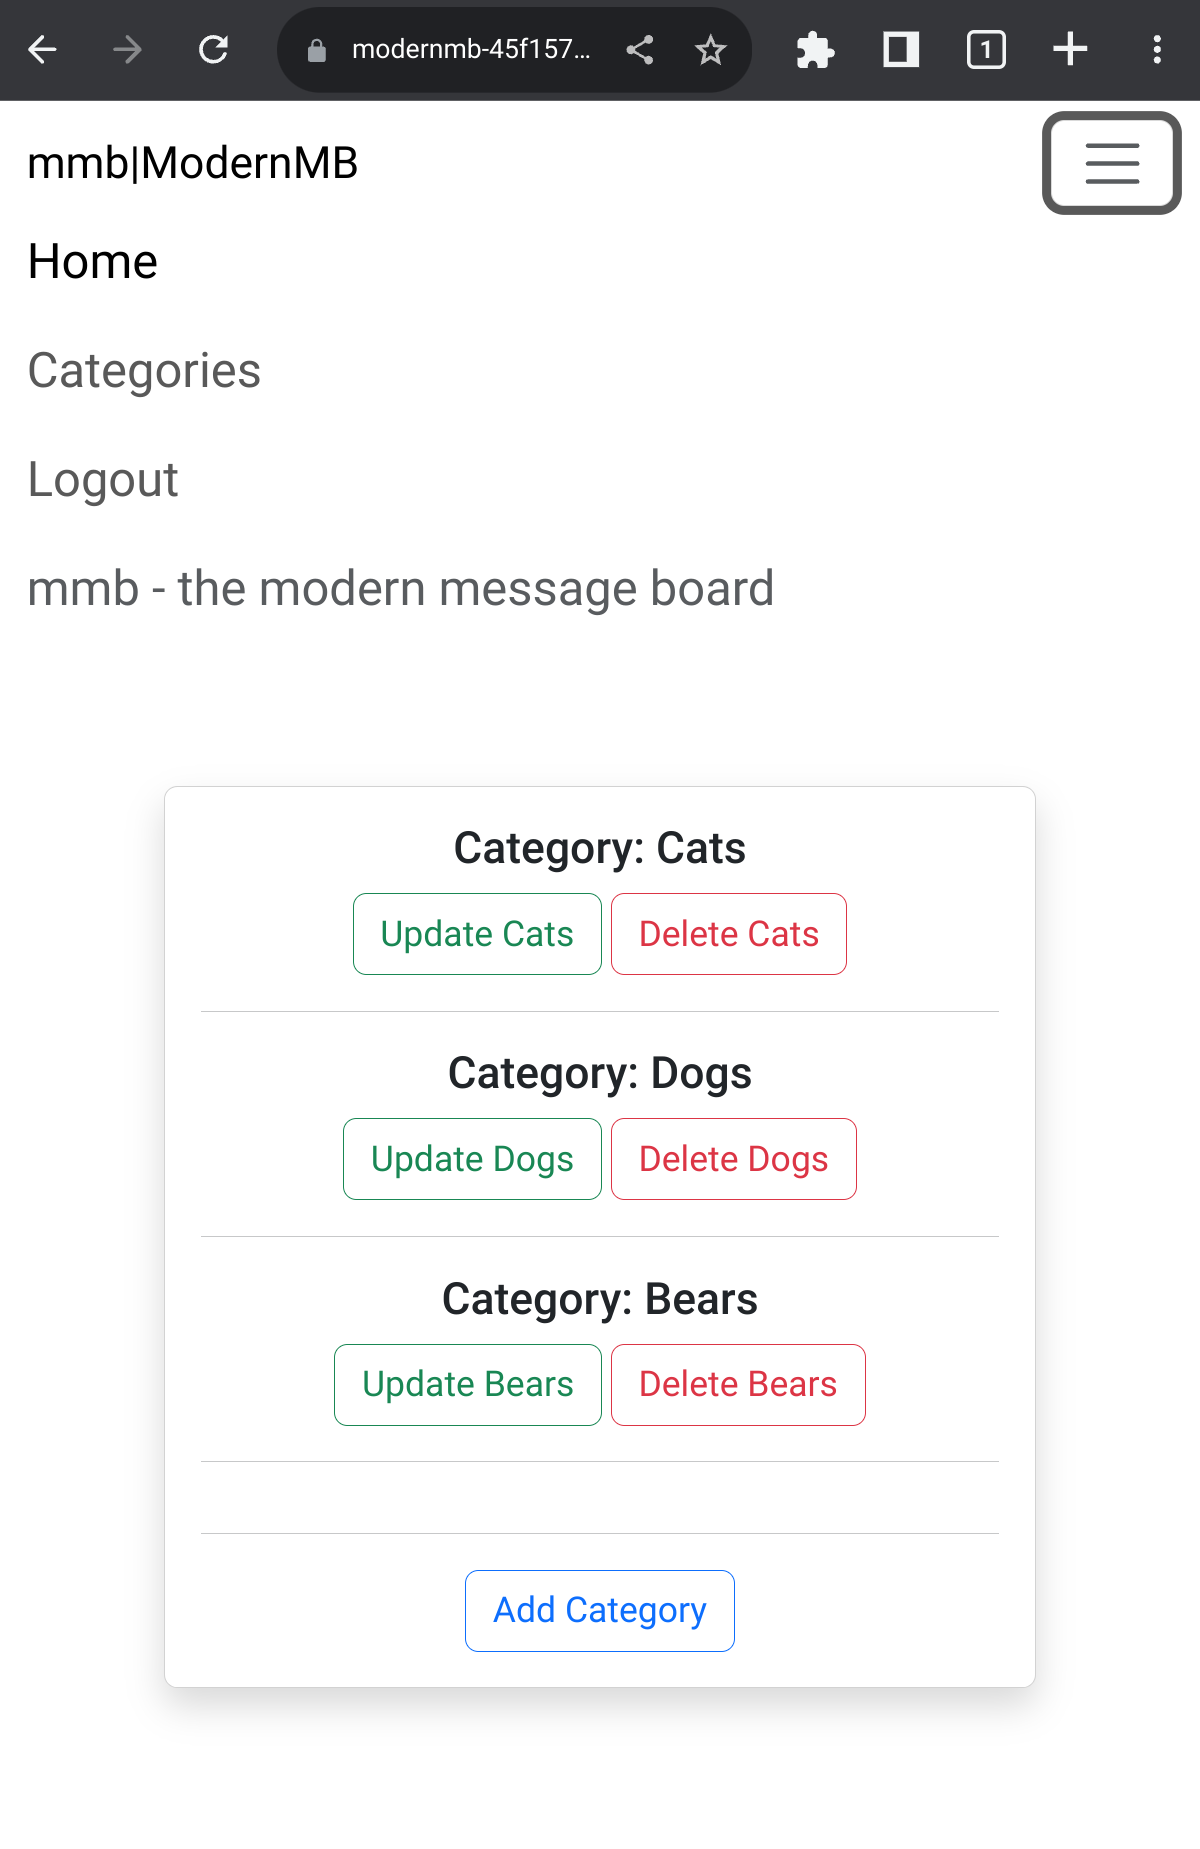 modernmb-45f157...
1
mmb|ModernMB
Home
Categories
Logout
mmb - the modern message board
Category: Cats
Update Cats Delete Cats
Category: Dogs
Update Dogs Delete Dogs
Category: Bears
Update Bears Delete Bears
Add Category